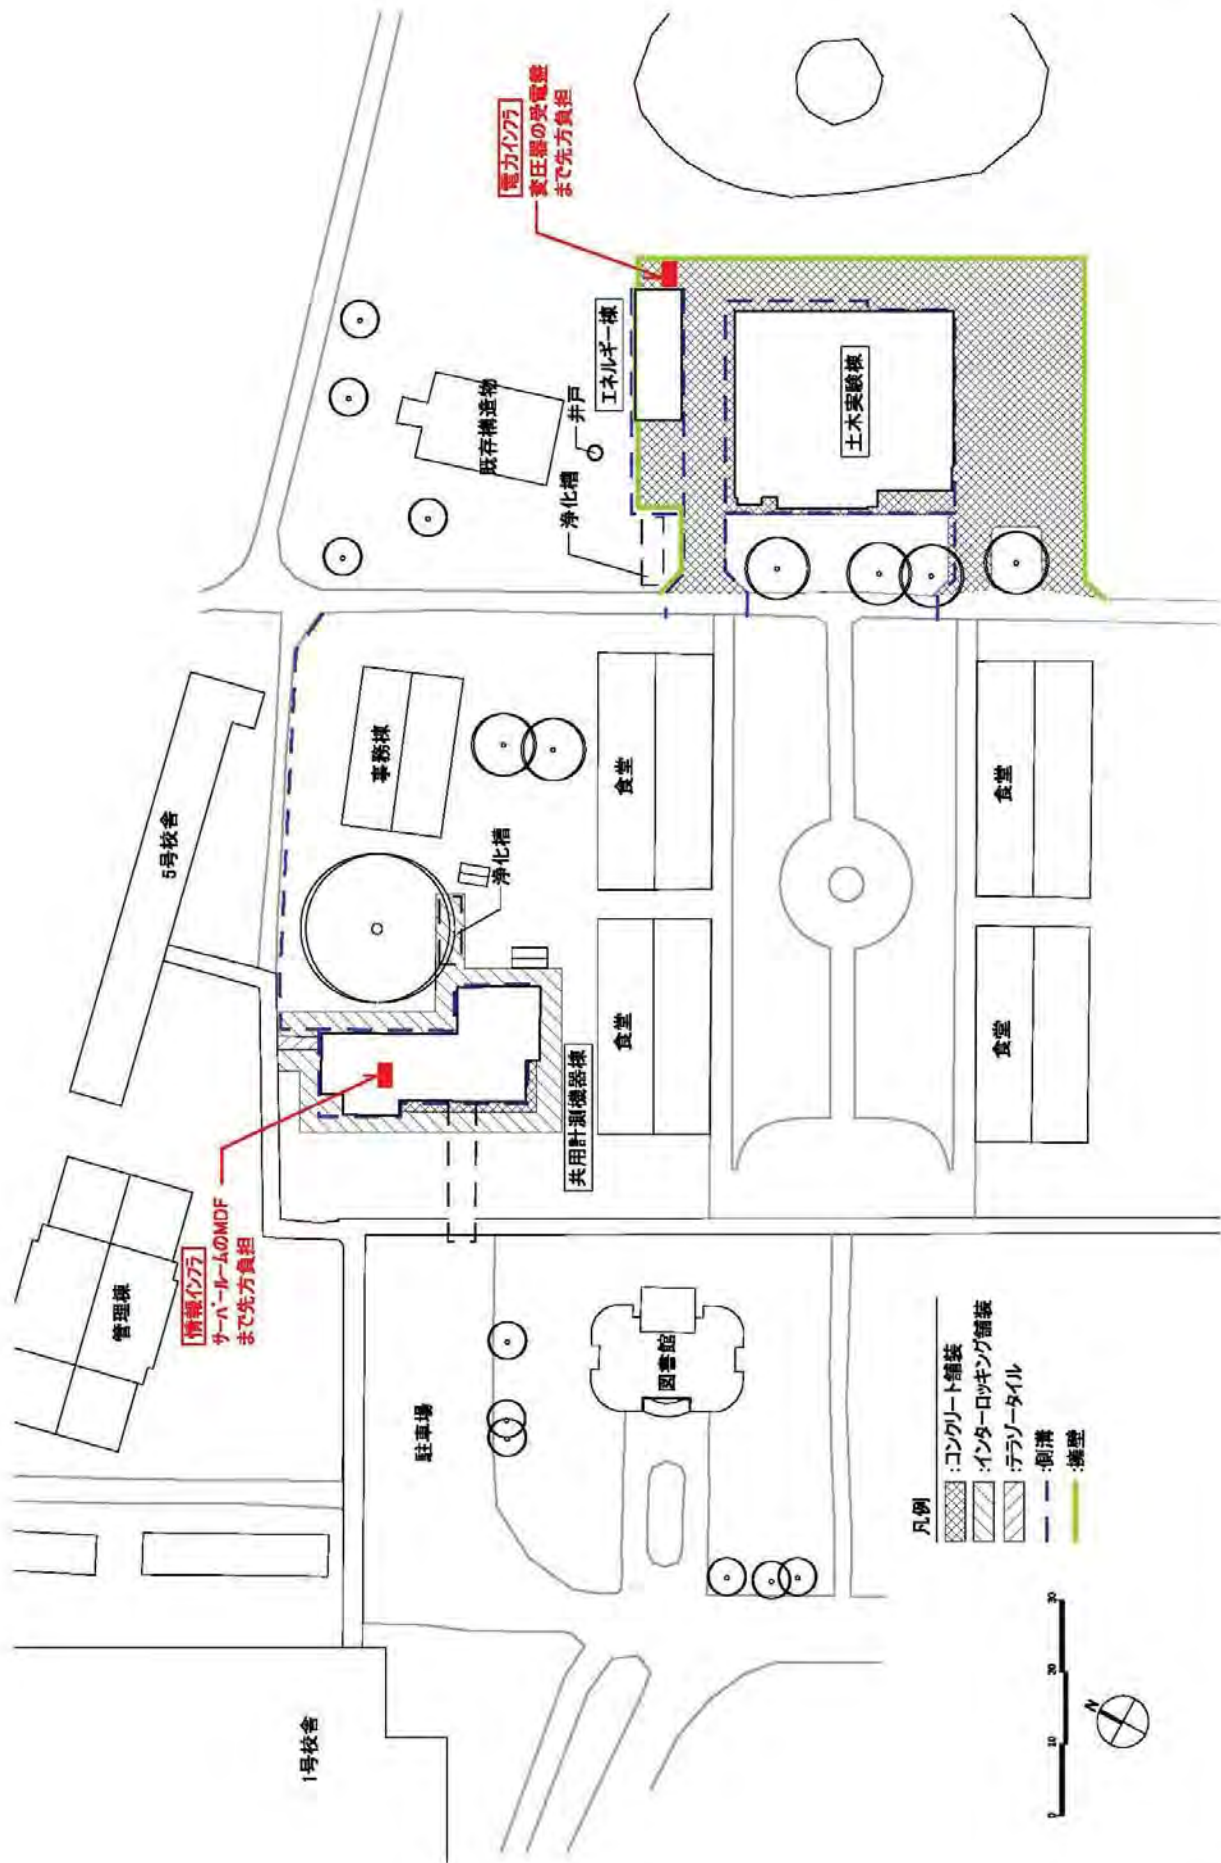 1号校舎
管理棟
5号校舎
情報インフラ
サーバールームのMDF
まで先方負担
駐車場
図書館
共用計測機器棟
浄化槽
事務棟
食堂
食堂
食堂
食堂
既存構造物
井戸
浄化槽
エネルギー棟
土木実験棟
電力インフラ
変圧器の受電盤
まで先方負担
凡例
:コンクリート舗装
:インターロッキング舗装
:テラゾータイル
:側溝
:擁壁
0 10 20 30
N